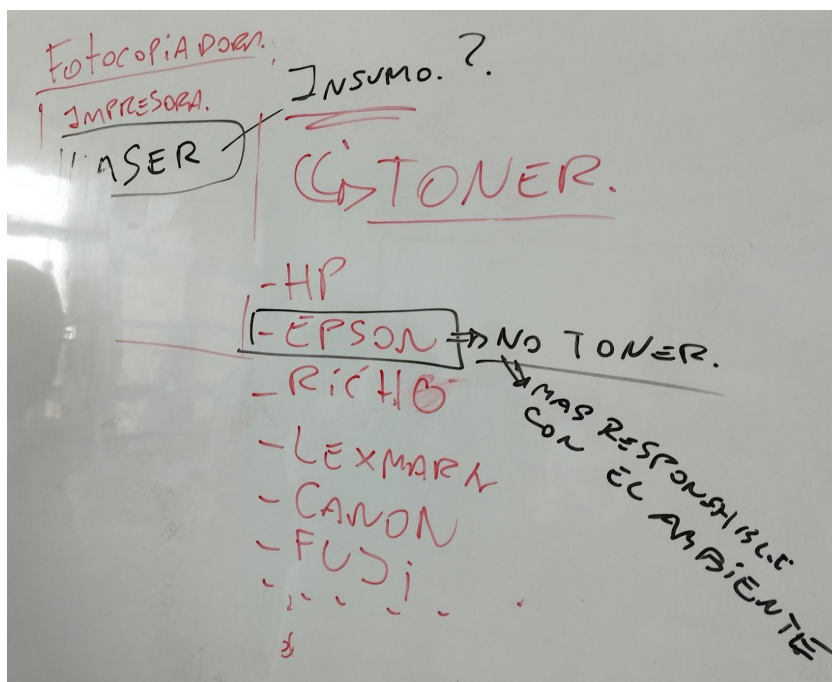 FOTOCOPIADORA.
IMPRESORA.
LASER
INSUMO. ?.
TONER.
- HP
- EPSON
NO TONER.
- RICHO
MAS RESPONSABLE
CON EL AMBIENTE
- LEXMARK
- CANON
- FUJI